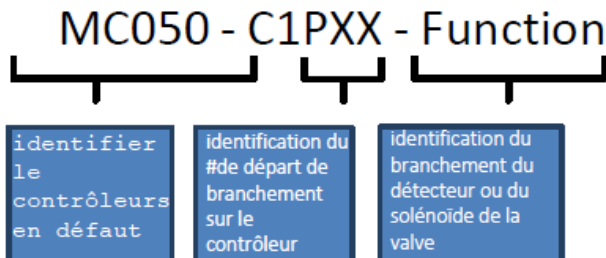 MC050 - C1PXX - Function
identifier
le
contrôleurs
en défaut
identification du
#de départ de
branchement
sur le
contrôleur
identification du
branchement du
détecteur ou du
solénoïde de la
valve